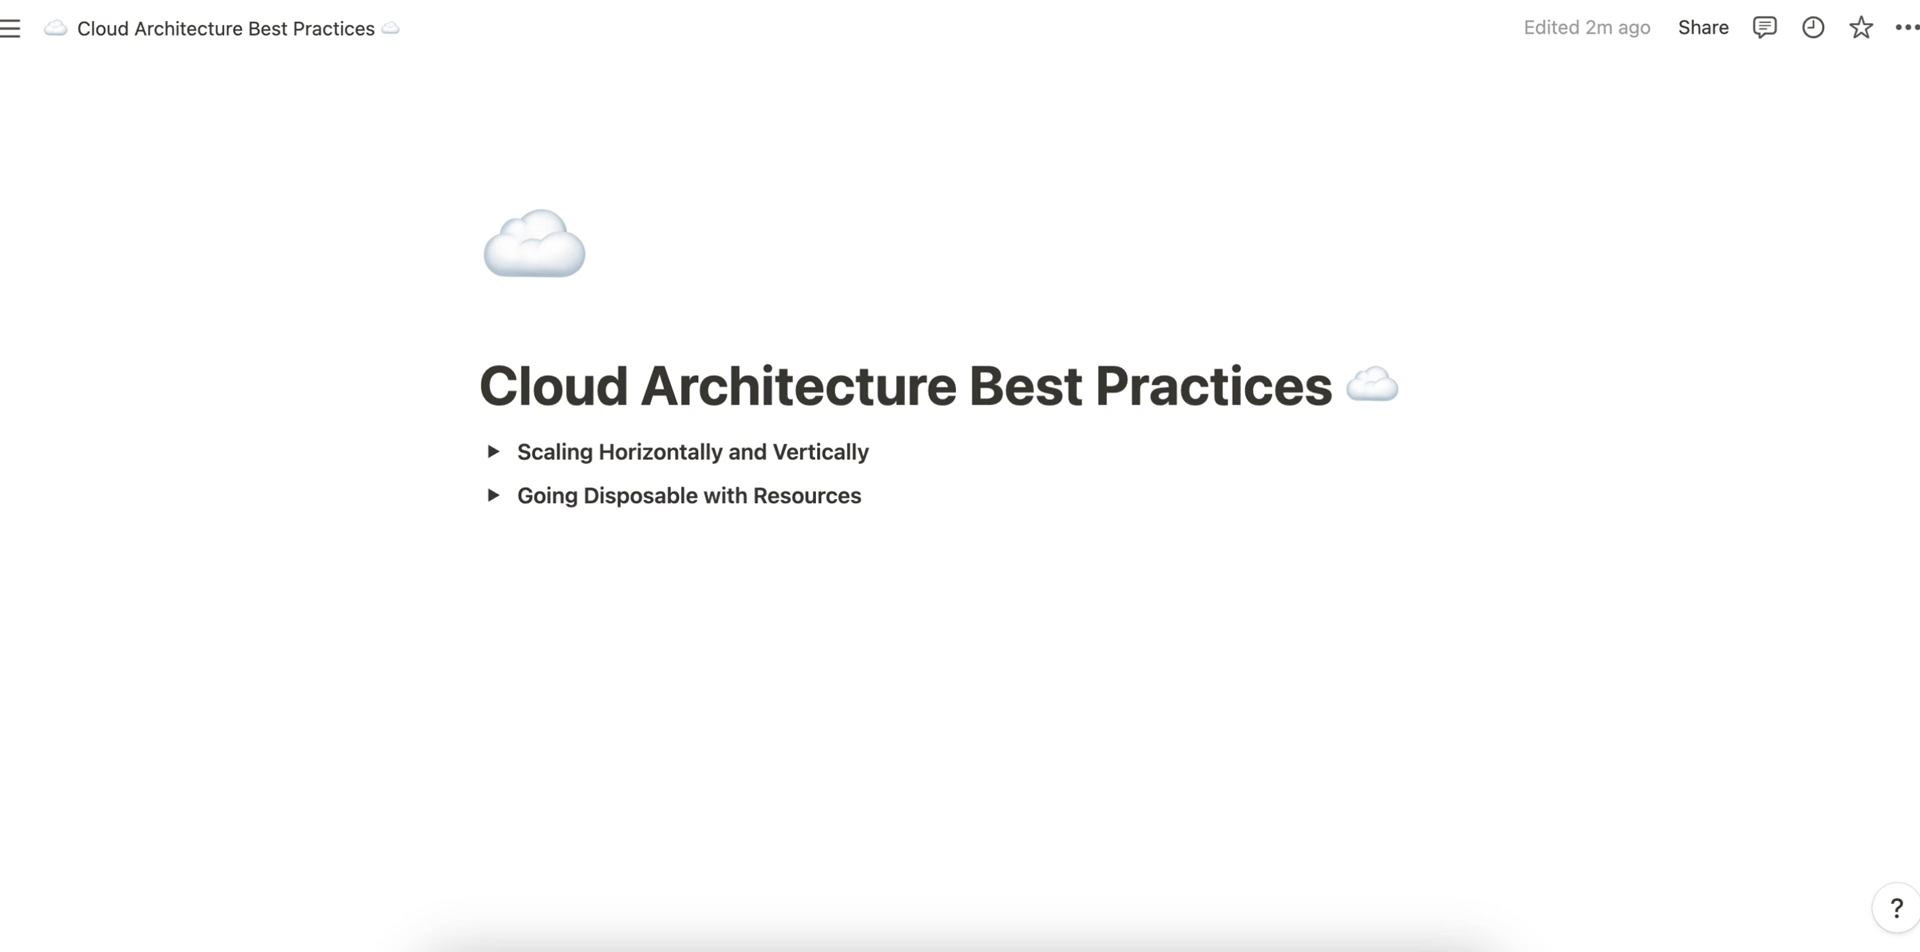 ☁️ Cloud Architecture Best Practices ☁️
Edited 2m ago Share
Cloud Architecture Best Practices ☁️
Scaling Horizontally and Vertically
Going Disposable with Resources
?